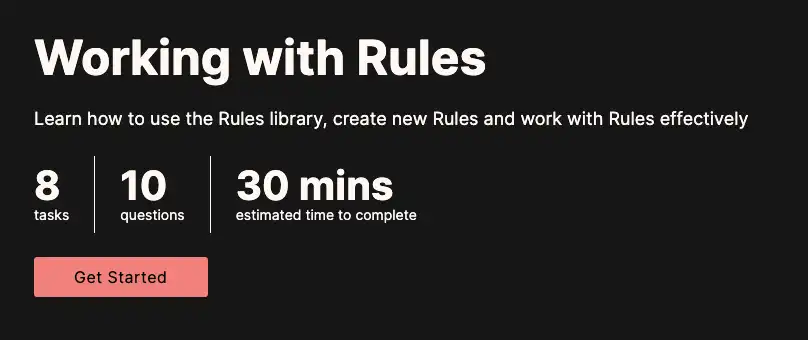 Working with Rules
Learn how to use the Rules library, create new Rules and work with Rules effectively
8
tasks
10
questions
30 mins
estimated time to complete
Get Started